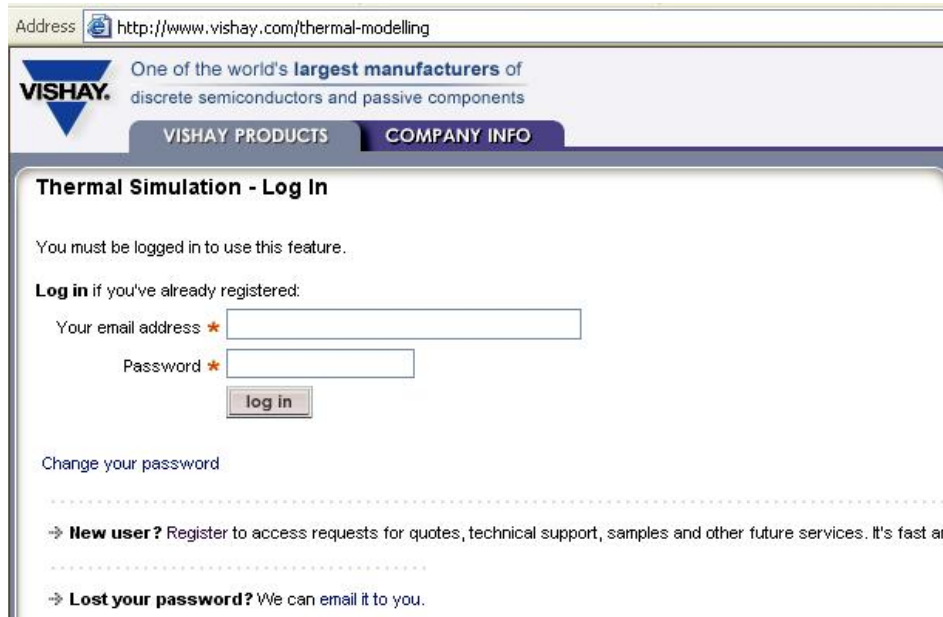 Address http://www.vishay.com/thermal-modelling
VISHAY.
One of the world's largest manufacturers of
discrete semiconductors and passive components
VISHAY PRODUCTS COMPANY INFO
Thermal Simulation - Log In
You must be logged in to use this feature.
Log in if you've already registered:
Your email address *
Password *
log in
Change your password
New user? Register to access requests for quotes, technical support, samples and other future services. It's fast
Lost your password? We can email it to you.